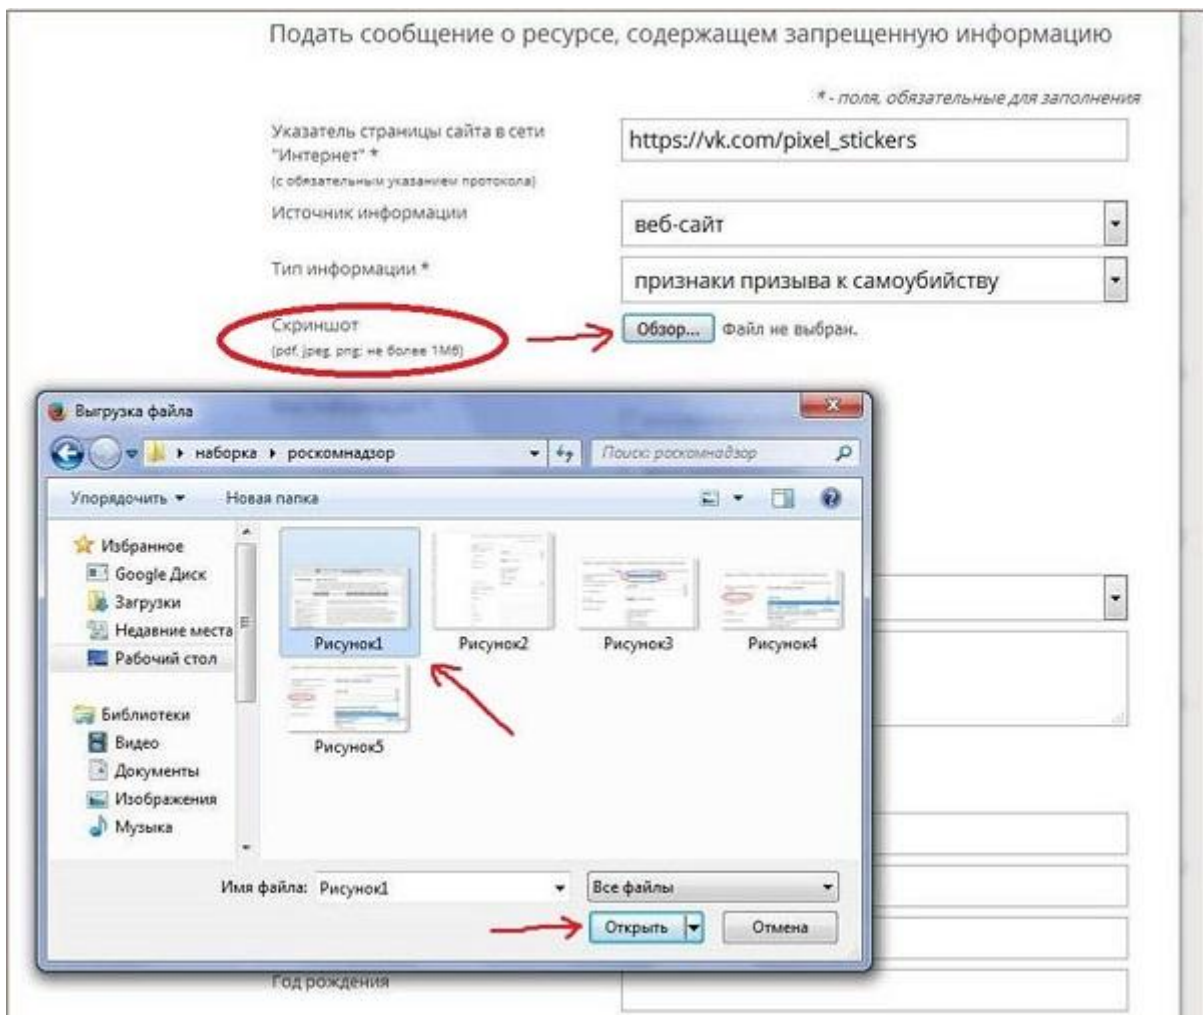 Подать сообщение о ресурсе, содержащем запрещенную информацию
* - поля, обязательные для заполнения
Указатель страницы сайта в сети
"Интернет" *
(с обязательным указанием протокола)
https://vk.com/pixel_stickers
Источник информации
веб-сайт
Тип информации *
признаки призыва к самоубийству
Скриншот
(pdf, jpeg, png; не более 1Мб)
Обзор... Файл не выбран.
Выгрузка файла
наборка роскомнадзор
Поиск: роскомнадзор
Упорядочить Новая папка
Избранное
Google Диск
Загрузки
Недавние места
Рабочий стол
Библиотеки
Видео
Документы
Изображения
Музыка
Рисунок1 Рисунок2 Рисунок3 Рисунок4
Рисунок5
Имя файла: Рисунок1
Все файлы
Открыть Отмена
Год рождения